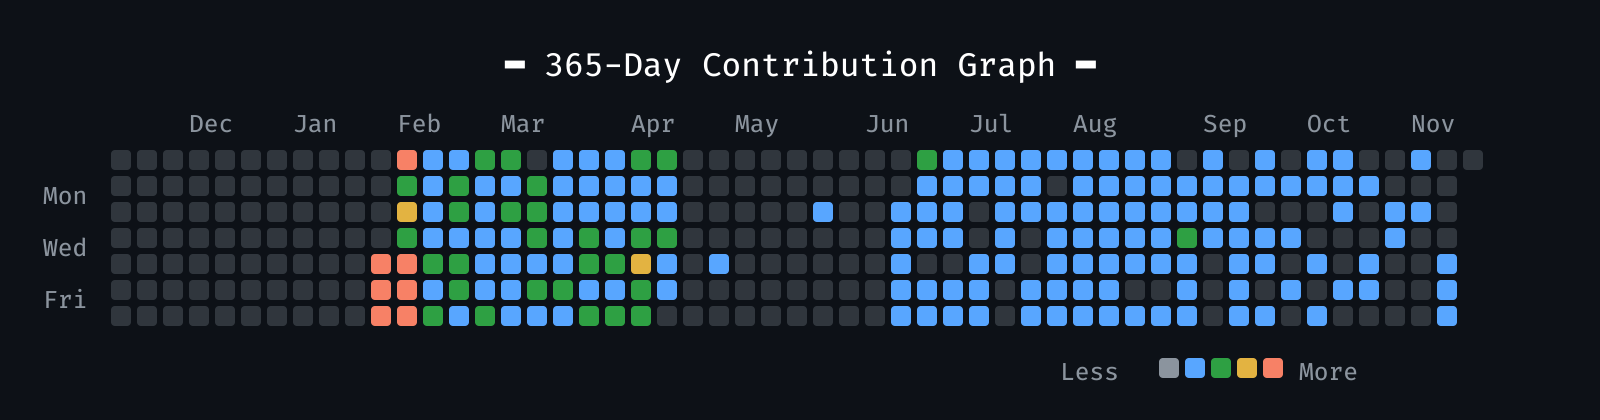 ━ 365-Day Contribution Graph ━
Dec Jan Feb Mar Apr May Jun Jul Aug Sep Oct Nov
Mon
Wed
Fri
Less More